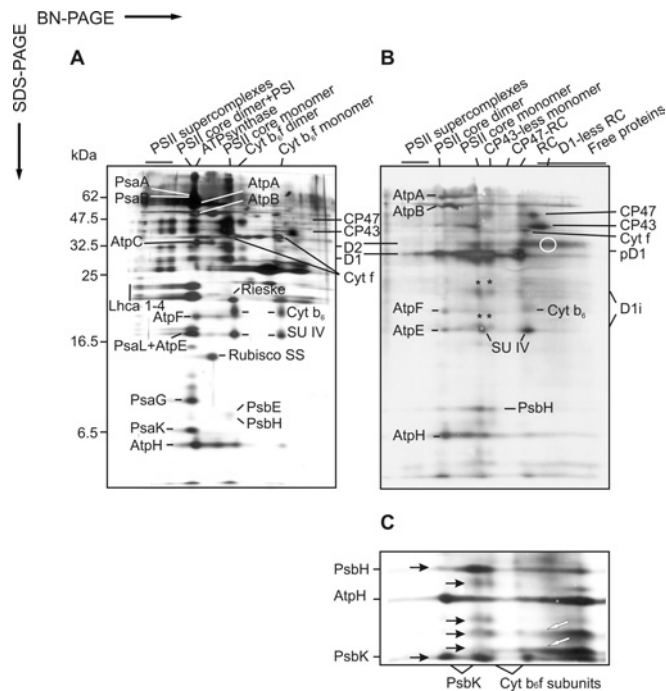 BN-PAGE
SDS-PAGE
A
PSII supercomplexes
PSII core dimer+PSI
ATPsynthase
PSII core monomer
Cyt b6f dimer
Cyt b6f monomer
kDa
62
47.5
32.5
25
16.5
6.5
PsaA
PsaB
AtpC
Lhca 1-4
AtpF
PsaL+AtpE
PsaG
PsaK
AtpH
AtpA
AtpB
Rieske
Cyt b6
SU IV
Rubisco SS
PsbE
PsbH
CP47
CP43
D2
D1
Cyt f
B
PSII supercomplexes
PSII core dimer
PSII core monomer
CP43-less monomer
CP47-RC
RC
D1-less RC
Free proteins
AtpA
AtpB
AtpF
AtpE
AtpH
* *
* *
SU IV
Cyt b6
PsbH
CP47
CP43
Cyt f
pD1
D1i
C
PsbH
AtpH
PsbK
PsbK
Cyt b6f subunits